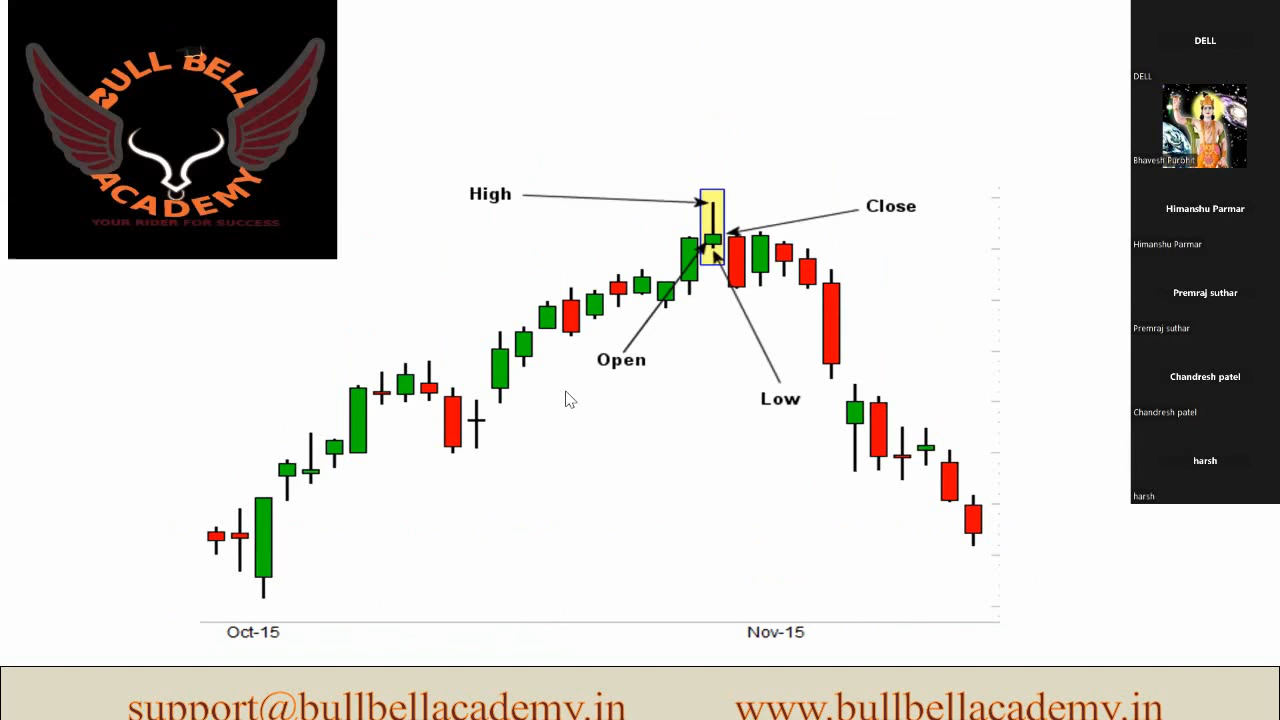 BULL BELL
ACADEMY
YOUR RIDER FOR SUCCESS
High
Close
Open
Low
Oct-15
Nov-15
support@bullbellacademy.in
www.bullbellacademy.in
DELL
DELL
Bhavesh Purohit
Himanshu Parmar
Himanshu Parmar
Premraj suthar
Premraj suthar
Chandresh patel
Chandresh patel
harsh
harsh